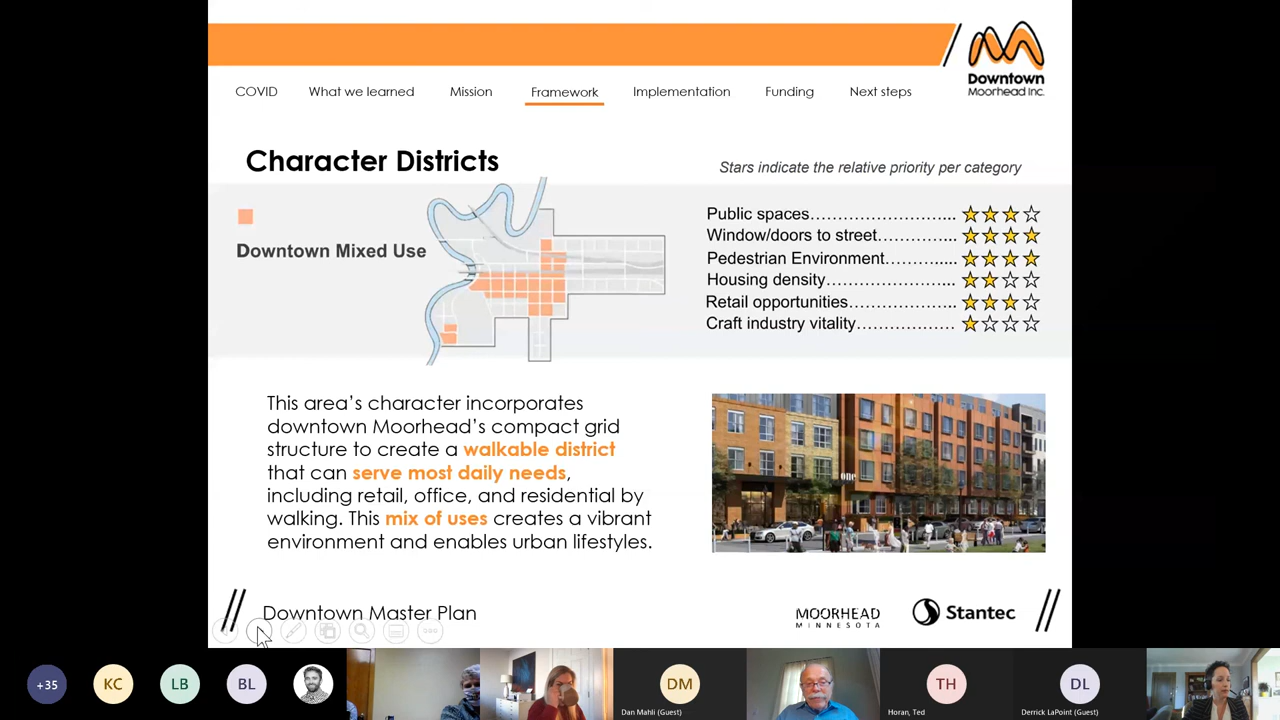 Downtown
Moorhead Inc.
COVID What we learned Mission Framework Implementation Funding Next steps
Character Districts
Stars indicate the relative priority per category
Downtown Mixed Use
Public spaces……………………...
Window/doors to street…………...
Pedestrian Environment……….....
Housing density…………………...
Retail opportunities………………..
Craft industry vitality………………
This area’s character incorporates
downtown Moorhead’s compact grid
structure to create a walkable district
that can serve most daily needs,
including retail, office, and residential by
walking. This mix of uses creates a vibrant
environment and enables urban lifestyles.
one
Downtown Master Plan
MOORHEAD
MINNESOTA
Stantec
+35 KC LB BL DM TH DL
Dan Mahli (Guest) Horan, Ted Derrick LaPoint (Guest)